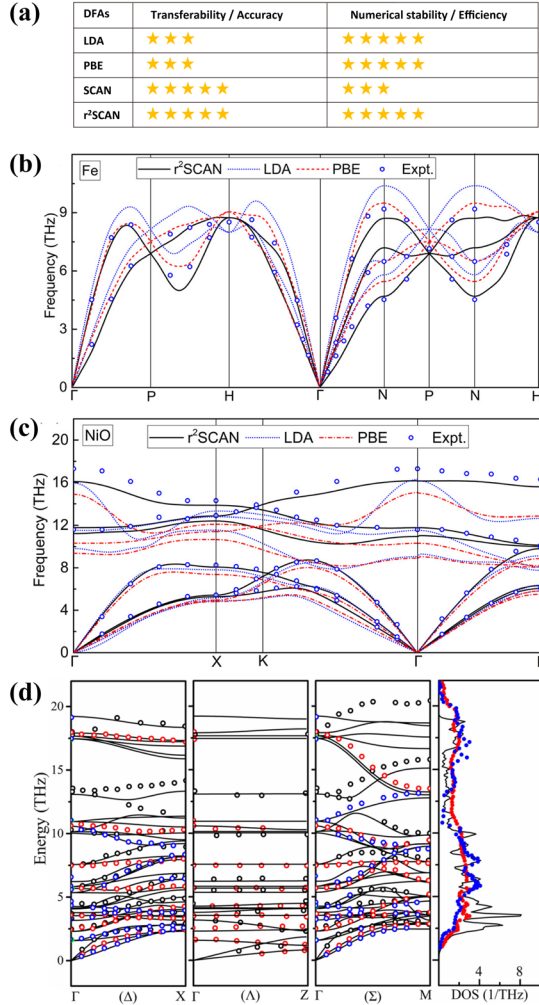 (a)
DFAs Transferability / Accuracy Numerical stability / Efficiency
LDA
PBE
SCAN
r²SCAN
(b)
Fe r²SCAN LDA PBE Expt.
Frequency (THz)
9
6
3
0
Γ P H Γ N P N H
(c)
NiO r²SCAN LDA PBE Expt.
Frequency (THz)
20
16
12
8
4
0
Γ X K Γ
(d)
Energy (THz)
20
15
10
5
0
Γ (Δ) X Γ (Λ) Z Γ (Σ) M
4 8
DOS (1/THz)